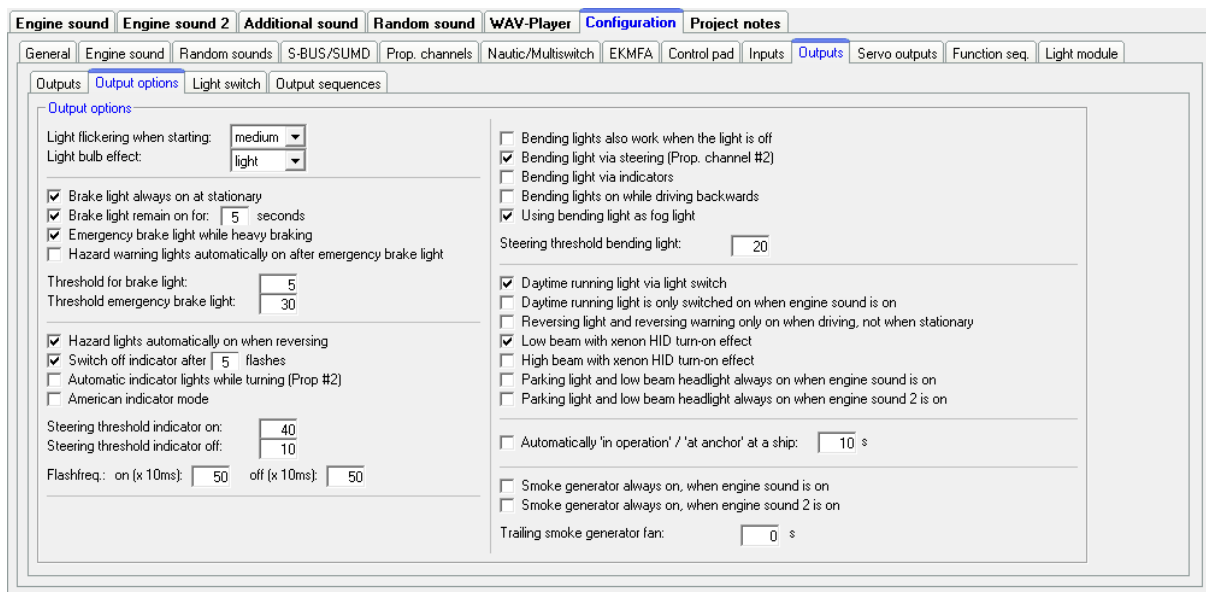 Engine sound Engine sound 2 Additional sound Random sound WAV-Player Configuration Project notes
General Engine sound Random sounds S-BUS/SUMD Prop. channels Nautic/Multiswitch EKMFA Control pad Inputs Outputs Servo outputs Function seq. Light module
Outputs Output options Light switch Output sequences
Output options
Light flickering when starting: medium
Light bulb effect: light
Brake light always on at stationary
Brake light remain on for: 5 seconds
Emergency brake light while heavy braking
Hazard warning lights automatically on after emergency brake light
Threshold for brake light: 5
Threshold emergency brake light: 30
Hazard lights automatically on when reversing
Switch off indicator after 5 flashes
Automatic indicator lights while turning (Prop #2)
American indicator mode
Steering threshold indicator on: 40
Steering threshold indicator off: 10
Flashfreq.: on (x 10ms): 50 off (x 10ms): 50
Bending lights also work when the light is off
Bending light via steering (Prop. channel #2)
Bending light via indicators
Bending lights on while driving backwards
Using bending light as fog light
Steering threshold bending light: 20
Daytime running light via light switch
Daytime running light is only switched on when engine sound is on
Reversing light and reversing warning only on when driving, not when stationary
Low beam with xenon HID turn-on effect
High beam with xenon HID turn-on effect
Parking light and low beam headlight always on when engine sound is on
Parking light and low beam headlight always on when engine sound 2 is on
Automatically 'in operation' / 'at anchor' at a ship: 10 s
Smoke generator always on, when engine sound is on
Smoke generator always on, when engine sound 2 is on
Trailing smoke generator fan: 0 s